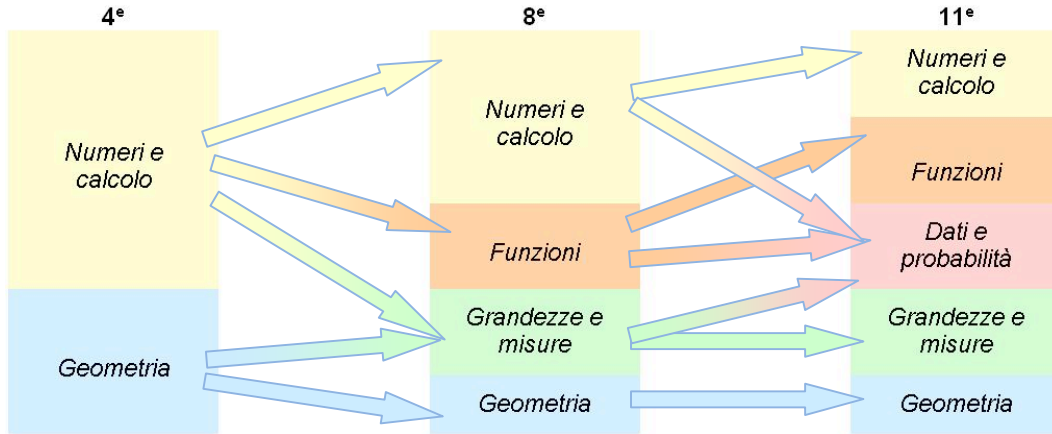 4ᵉ
8ᵉ
11ᵉ
Numeri e
calcolo
Geometria
Numeri e
calcolo
Funzioni
Grandezze e
misure
Geometria
Numeri e
calcolo
Funzioni
Dati e
probabilità
Grandezze e
misure
Geometria